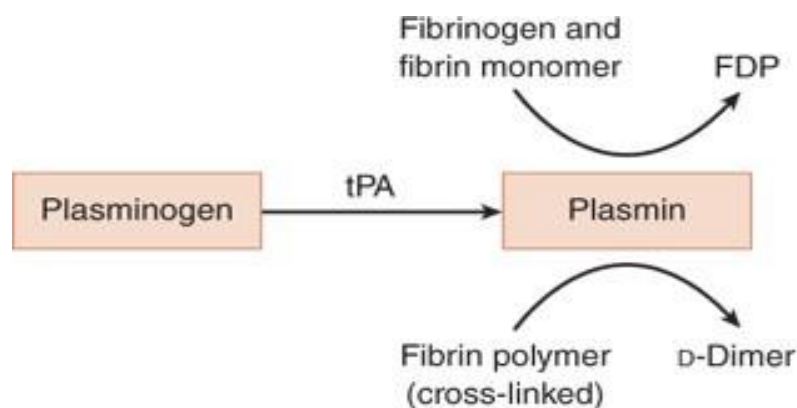 Fibrinogen and
fibrin monomer
FDP
Plasminogen
tPA
Plasmin
Fibrin polymer
(cross-linked)
D-Dimer